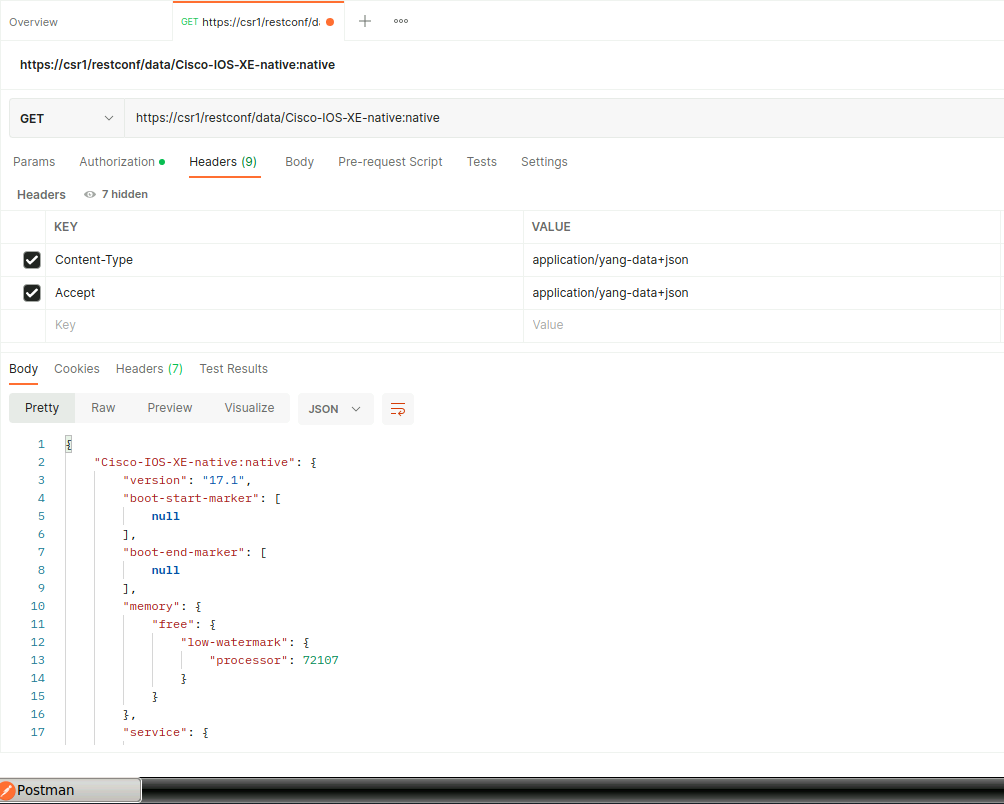 Overview
GET https://csr1/restconf/da
https://csr1/restconf/data/Cisco-IOS-XE-native:native
GET https://csr1/restconf/data/Cisco-IOS-XE-native:native
Params Authorization Headers (9) Body Pre-request Script Tests Settings
Headers 7 hidden
KEY VALUE
Content-Type application/yang-data+json
Accept application/yang-data+json
Key Value
Body Cookies Headers (7) Test Results
Pretty Raw Preview Visualize JSON
1 {
2 "Cisco-IOS-XE-native:native": {
3 "version": "17.1",
4 "boot-start-marker": [
5 null
6 ],
7 "boot-end-marker": [
8 null
9 ],
10 "memory": {
11 "free": {
12 "low-watermark": {
13 "processor": 72107
14 }
15 }
16 },
17 "service": {
Postman